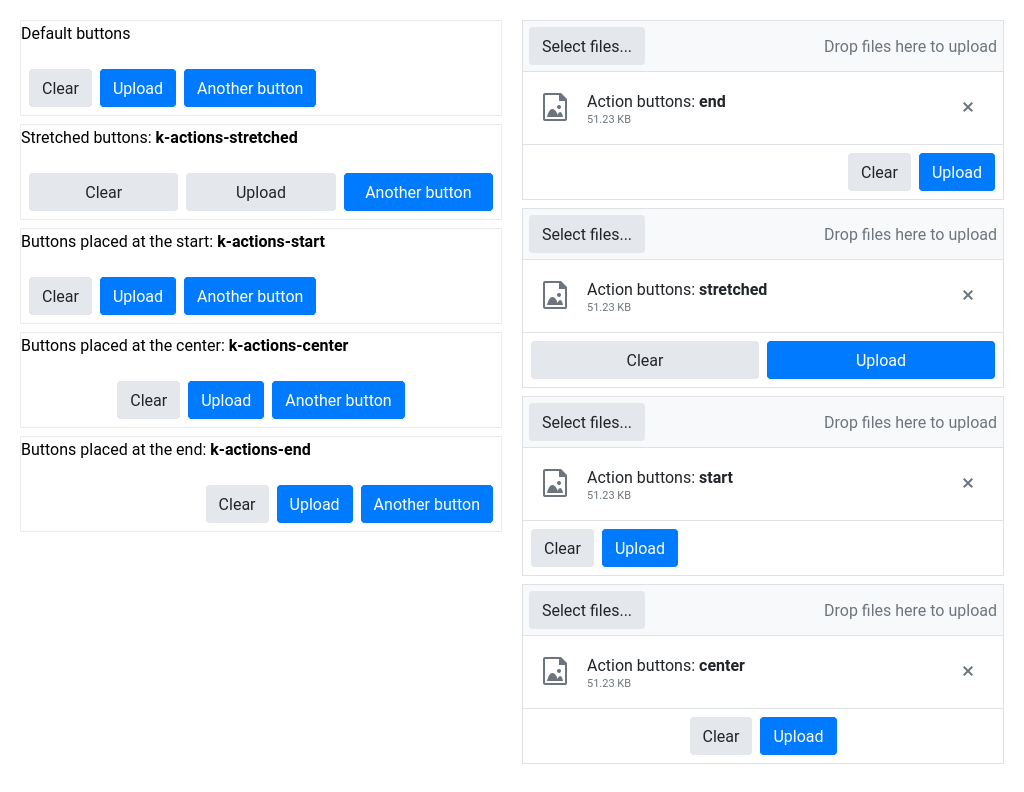 Default buttons
Clear Upload Another button
Stretched buttons: k-actions-stretched
Clear Upload Another button
Buttons placed at the start: k-actions-start
Clear Upload Another button
Buttons placed at the center: k-actions-center
Clear Upload Another button
Buttons placed at the end: k-actions-end
Clear Upload Another button
Select files... Drop files here to upload
Action buttons: end
51.23 KB
Clear Upload
Select files... Drop files here to upload
Action buttons: stretched
51.23 KB
Clear Upload
Select files... Drop files here to upload
Action buttons: start
51.23 KB
Clear Upload
Select files... Drop files here to upload
Action buttons: center
51.23 KB
Clear Upload